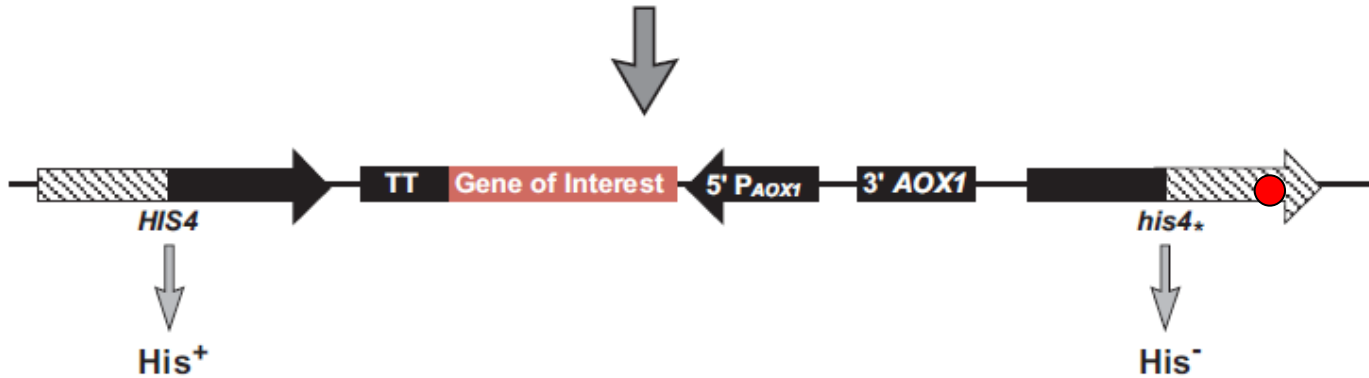 TT Gene of Interest 5' PAOX1 3' AOX1
HIS4 his4*
His+ His-